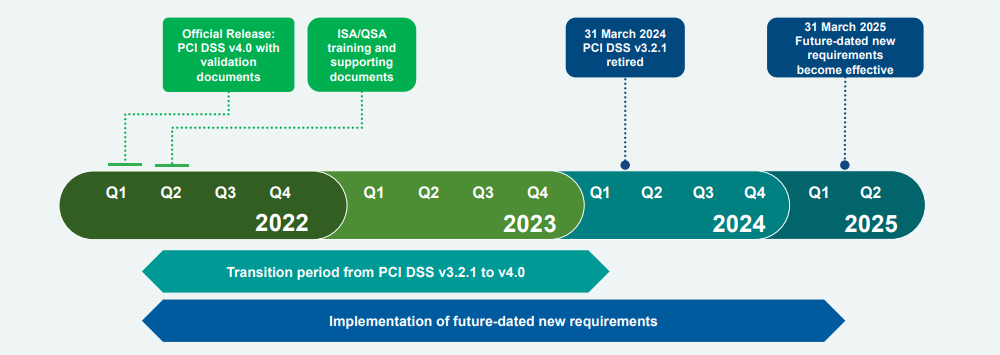 Official Release:
PCI DSS v4.0 with
validation
documents
ISA/QSA
training and
supporting
documents
31 March 2024
PCI DSS v3.2.1
retired
31 March 2025
Future-dated new
requirements
become effective
Q1 Q2 Q3 Q4
2022
Q1 Q2 Q3 Q4
2023
Q1 Q2 Q3 Q4
2024
Q1 Q2
2025
Transition period from PCI DSS v3.2.1 to v4.0
Implementation of future-dated new requirements